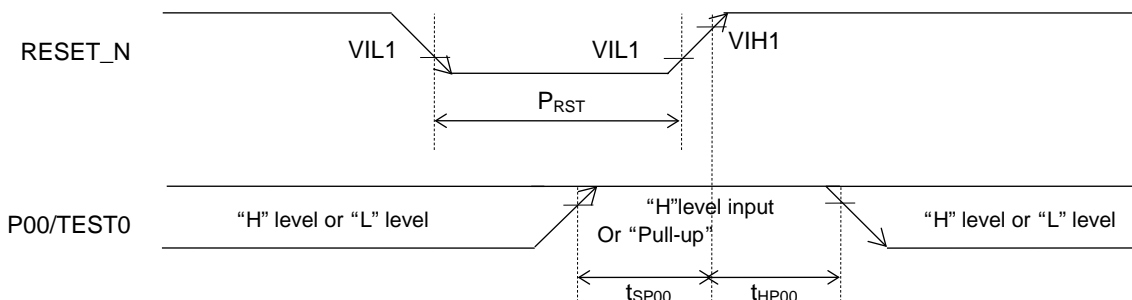 RESET_N
VIL1
VIL1
VIH1
PRST
P00/TEST0
“H” level or “L” level
“H”level input
Or “Pull-up”
“H” level or “L” level
tSP00
tHP00